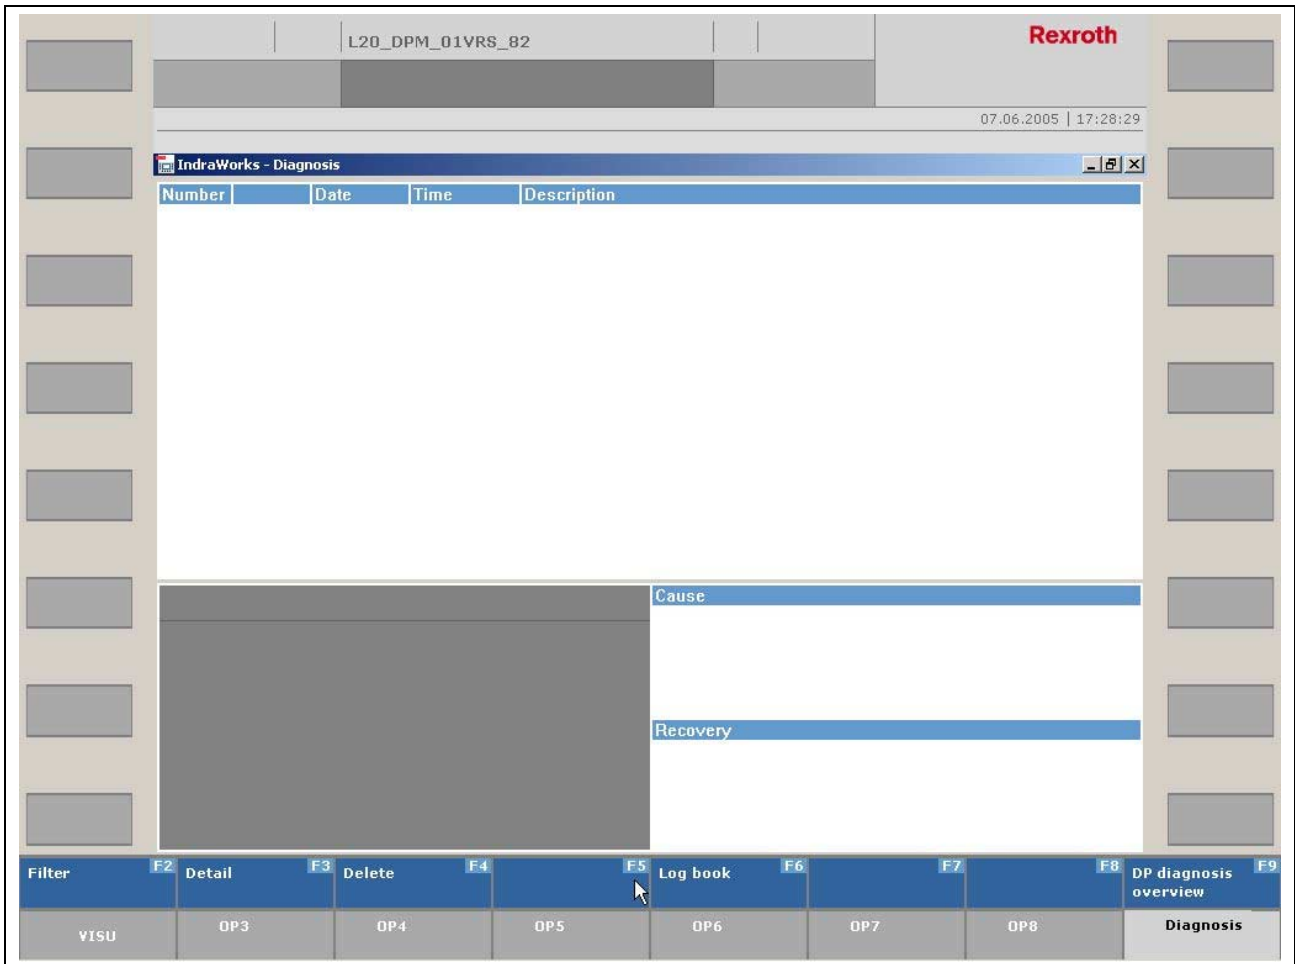 L20_DPM_01VRS_82
Rexroth
07.06.2005 | 17:28:29
IndraWorks - Diagnosis
Number Date Time Description
Cause
Recovery
Filter F2 Detail F3 Delete F4 F5 Log book F6 F7 F8 DP diagnosis overview F9
VISU OP3 OP4 OP5 OP6 OP7 OP8 Diagnosis